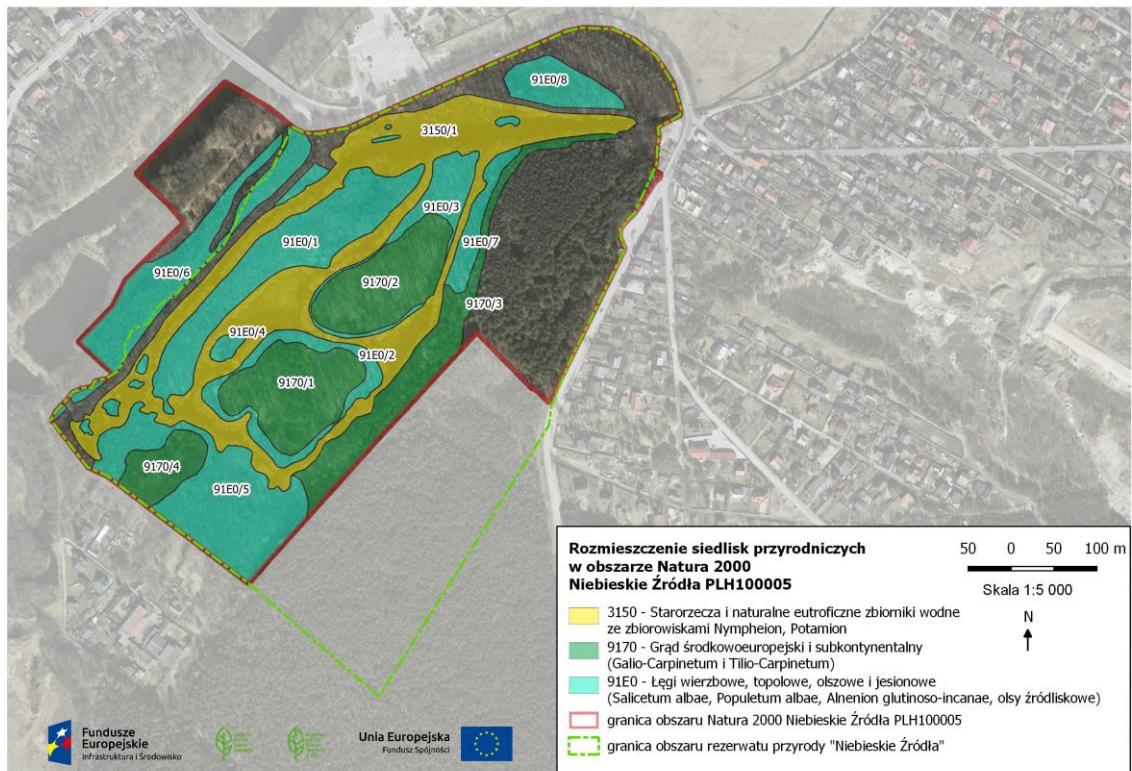 91E0/8
3150/1
91E0/3
91E0/1
91E0/7
91E0/6
9170/2
9170/3
91E0/4
91E0/2
9170/1
9170/4
91E0/5
Rozmieszczenie siedlisk przyrodniczych
w obszarze Natura 2000
Niebieskie Źródła PLH100005
50 0 50 100 m
Skala 1:5 000
N
3150 - Starorzecza i naturalne eutroficzne zbiorniki wodne
ze zbiorowiskami Nympheion, Potamion
9170 - Grąd środkowoeuropejski i subkontynentalny
(Galio-Carpinetum i Tilio-Carpinetum)
91E0 - Łęgi wierzbowe, topolowe, olszowe i jesionowe
(Salicetum albae, Populetum albae, Alnenion glutinoso-incanae, olsy źródliskowe)
granica obszaru Natura 2000 Niebieskie Źródła PLH100005
granica obszaru rezerwatu przyrody "Niebieskie Źródła"
Fundusze
Europejskie
Infrastruktura i Środowisko
Unia Europejska
Fundusz Spójności